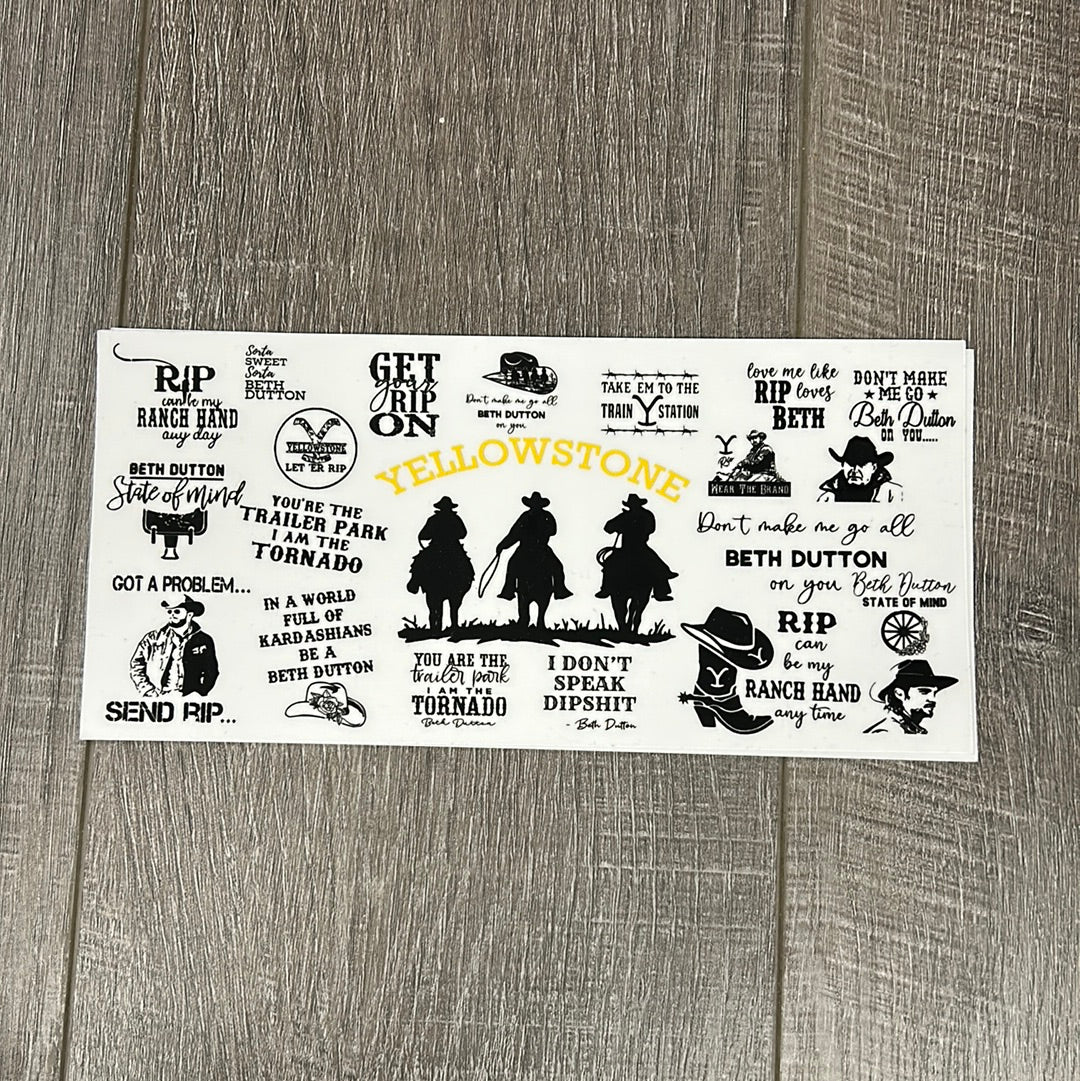 RIP
can be my
RANCH HAND
any day
Sorta
SWEET
Sorta
BETH
DUTTON
GET
your
RIP
ON
Don't make me go all
BETH DUTTON
on you
TAKE EM TO THE
TRAIN Y STATION
love me like
RIP loves
BETH
DON'T MAKE
ME GO
Beth Dutton
ON YOU.....
YELLOWSTONE
LET 'ER RIP
YELLOWSTONE
Y
RIP
WEAR THE BRAND
BETH DUTTON
State of mind
YOU'RE THE
TRAILER PARK
I AM THE
TORNADO
Don't make me go all
BETH DUTTON
on you
Beth Dutton
STATE OF MIND
GOT A PROBLEM...
SEND RIP...
IN A WORLD
FULL OF
KARDASHIANS
BE A
BETH DUTTON
YOU ARE THE
trailer park
I AM THE
TORNADO
Beth Dutton
I DON'T
SPEAK
DIPSHIT
- Beth Dutton
Y
Y
RIP
can
be my
RANCH HAND
any time